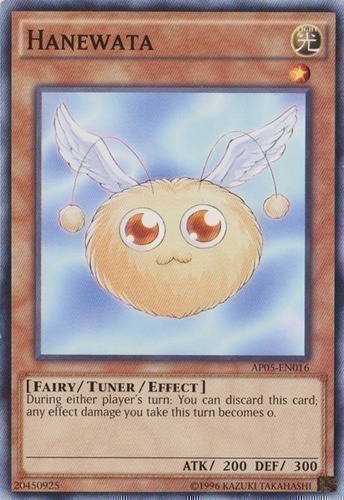 HANEWATA
LIGHT
光
AP05-EN016
[FAIRY/TUNER/EFFECT]
During either player's turn: You can discard this card;
any effect damage you take this turn becomes 0.
ATK/ 200 DEF/ 300
20450925
©1996 KAZUKI TAKAHASHI